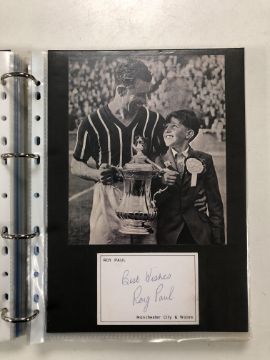 ROY PAUL
Best Wishes
Roy Paul
Manchester City & Wales